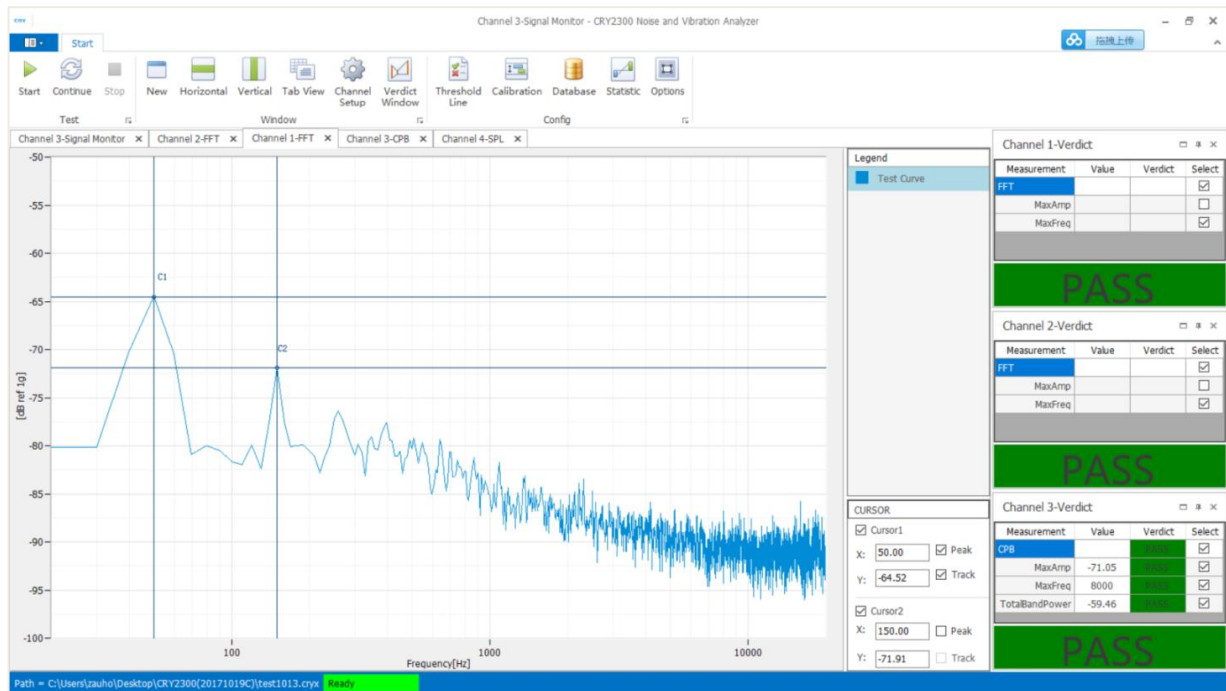 CRY
Channel 3-Signal Monitor - CRY2300 Noise and Vibration Analyzer
Start
拖拽上传
Start Continue Stop New Horizontal Vertical Tab View Channel Setup Verdict Window Threshold Line Calibration Database Statistic Options
Test Window Config
Channel 3-Signal Monitor Channel 2-FFT Channel 1-FFT Channel 3-CPB Channel 4-SPL
-50
-55
-60
-65
-70
-75
-80
-85
-90
-95
-100
[dB ref 1g]
C1
C2
100 1000 10000
Frequency[Hz]
Legend
Test Curve
CURSOR
Cursor1
X: 50.00 Peak
Y: -64.52 Track
Cursor2
X: 150.00 Peak
Y: -71.91 Track
Channel 1-Verdict
Measurement Value Verdict Select
FFT
MaxAmp
MaxFreq
PASS
Channel 2-Verdict
Measurement Value Verdict Select
FFT
MaxAmp
MaxFreq
PASS
Channel 3-Verdict
Measurement Value Verdict Select
CPB PASS
MaxAmp -71.05 PASS
MaxFreq 8000 PASS
TotalBandPower -59.46 PASS
PASS
Path = C:\Users\zauho\Desktop\CRY2300(20171019C)\test1013.cryx Ready